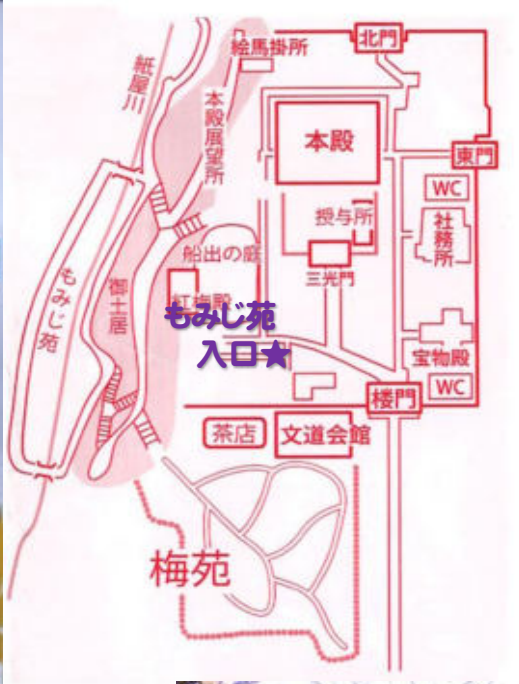 北門
絵馬掛所
紙屋川
本殿展望所
本殿
東門
WC
授与所
社務所
船出の庭
三光門
もみじ苑
御土居
紅梅殿
もみじ苑
入口★
宝物殿
WC
楼門
茶店
文道会館
梅苑